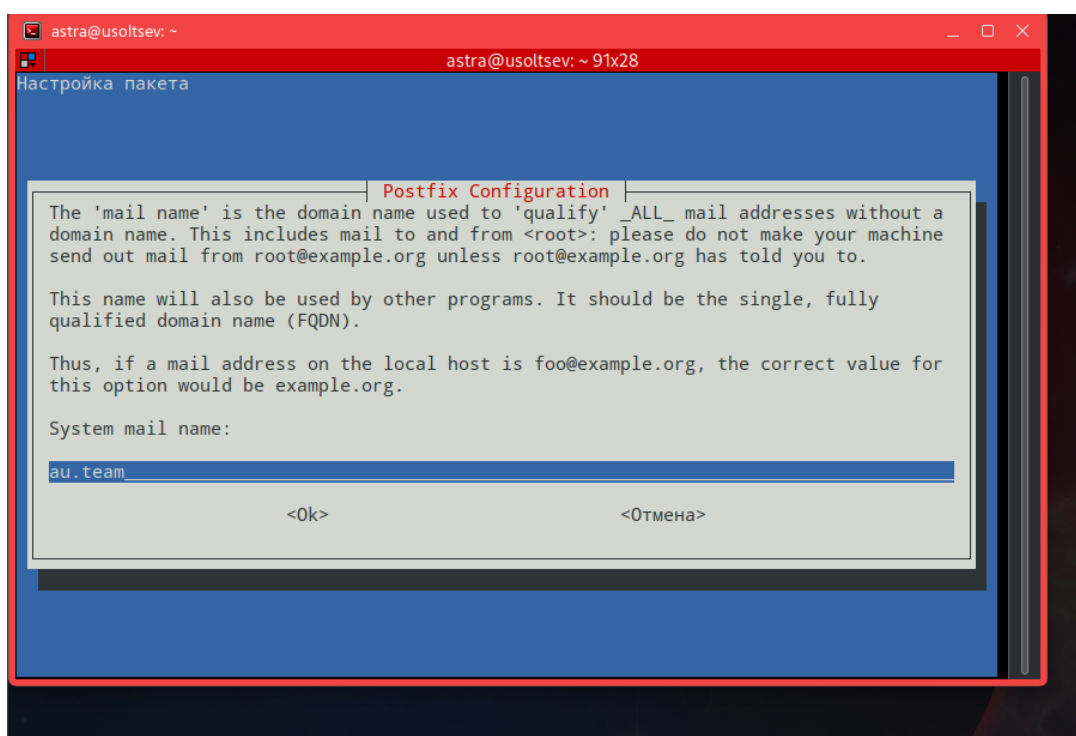 astra@usoltsev: ~
astra@usoltsev: ~ 91x28
Настройка пакета
Postfix Configuration
The 'mail name' is the domain name used to 'qualify' _ALL_ mail addresses without a
domain name. This includes mail to and from <root>: please do not make your machine
send out mail from root@example.org unless root@example.org has told you to.
This name will also be used by other programs. It should be the single, fully
qualified domain name (FQDN).
Thus, if a mail address on the local host is foo@example.org, the correct value for
this option would be example.org.
System mail name:
au.team
<Ok> <Отмена>